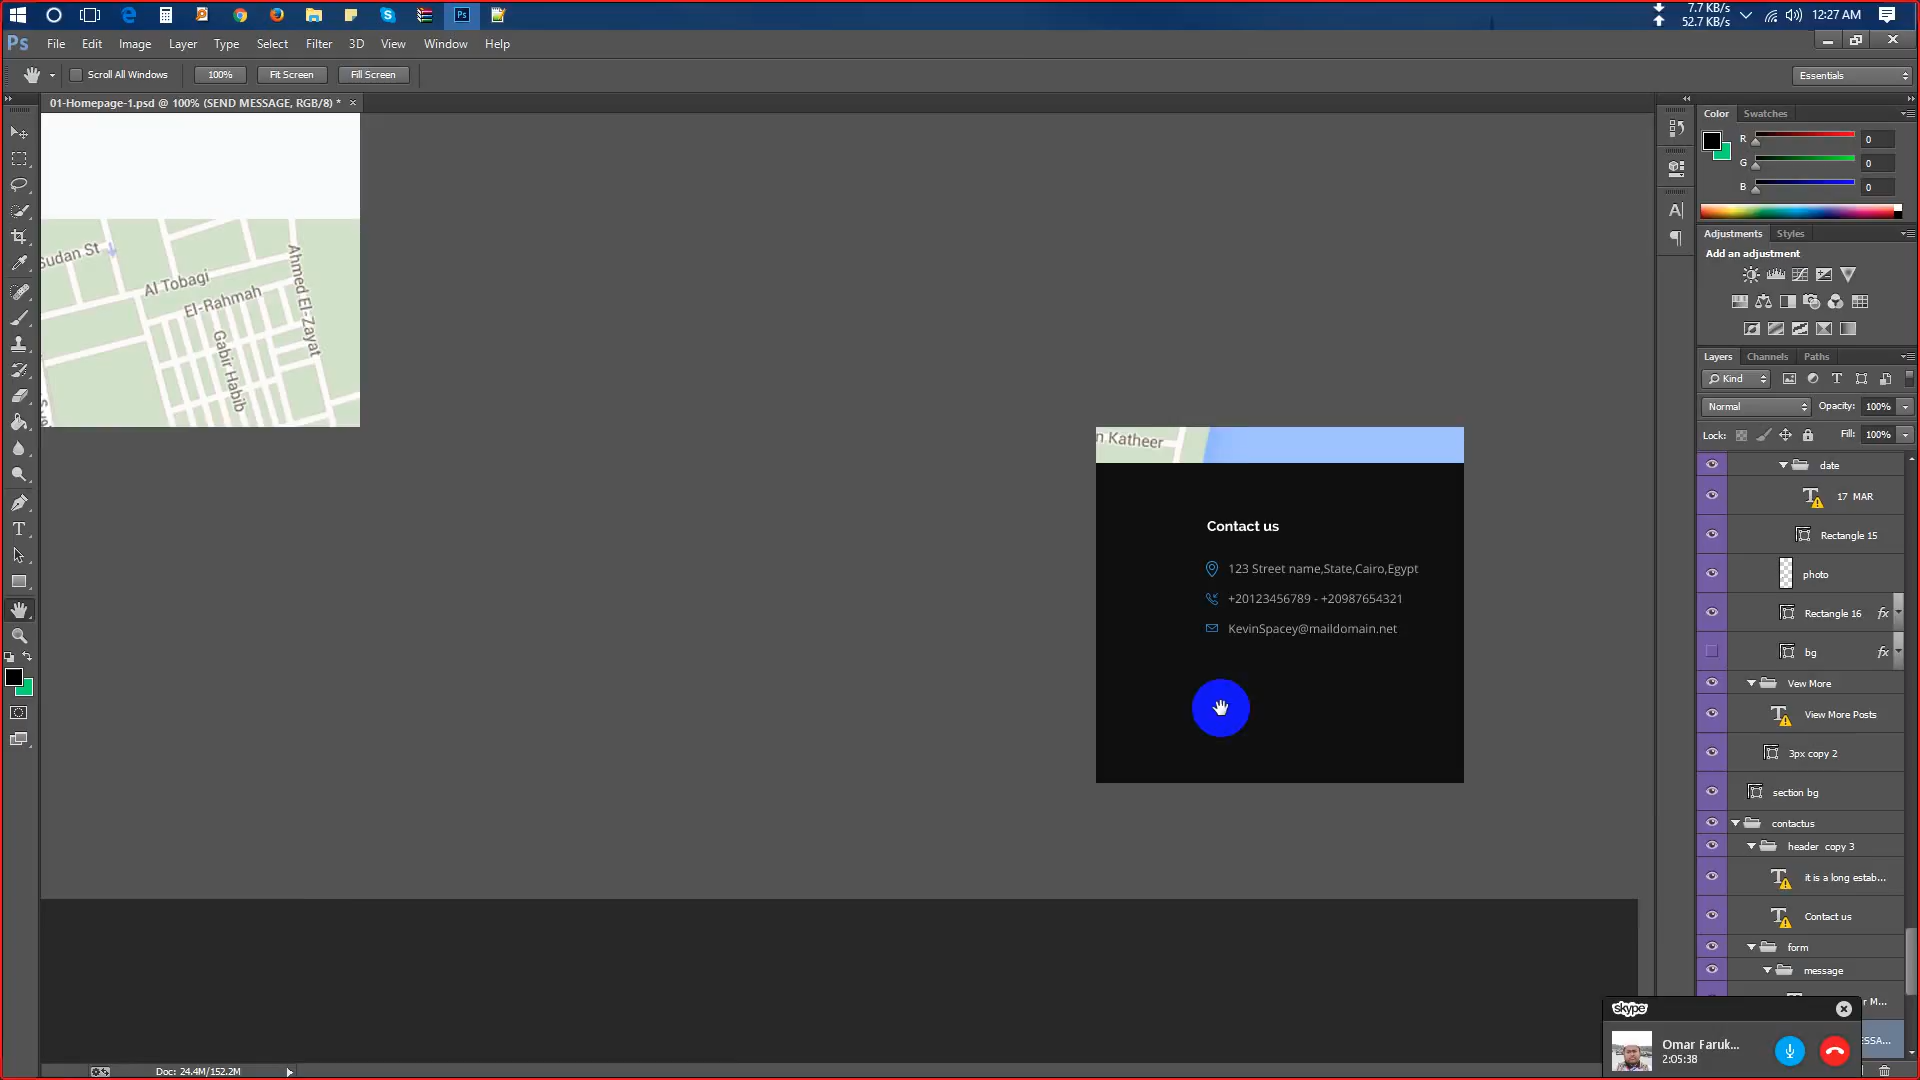 7.7 KB/s
52.7 KB/s
12:27 AM
Ps
File Edit Image Layer Type Select Filter 3D View Window Help
Scroll All Windows
100%
Fit Screen
Fill Screen
Essentials
01-Homepage-1.psd @ 100% (SEND MESSAGE, RGB/8) *
Color Swatches
R 0
G 0
B 0
Adjustments Styles
Add an adjustment
Layers Channels Paths
Kind
Normal Opacity: 100%
Lock: Fill: 100%
date
17 MAR
Rectangle 15
photo
Rectangle 16 fx
bg fx
Vew More
View More Posts
3px copy 2
section bg
contactus
header copy 3
it is a long estab...
Contact us
form
message
r M...
SSA...
Sudan St
Al Tobagi
El-Rahmah
Ahmed El-Zayat
Gabir Habib
n Katheer
Contact us
123 Street name,State,Cairo,Egypt
+20123456789 - +20987654321
KevinSpacey@maildomain.net
skype
Omar Faruk...
2:05:38
Doc: 24.4M/152.2M